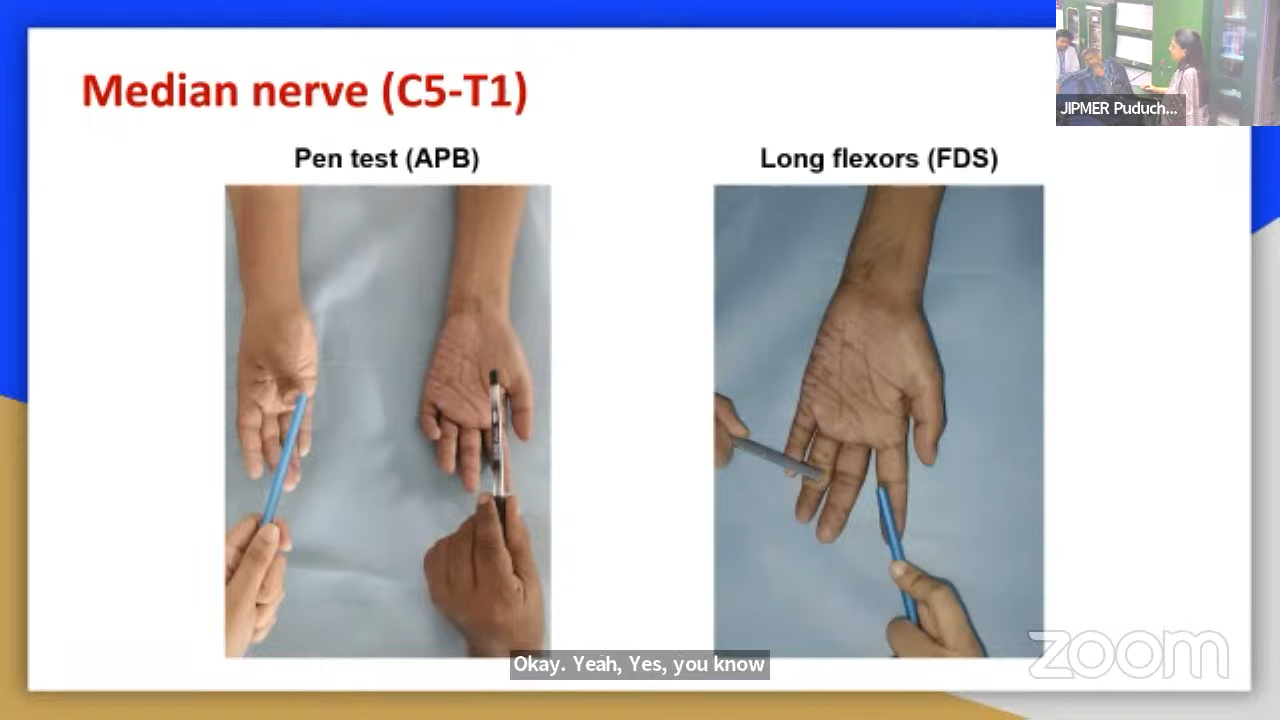 Median nerve (C5-T1)
JIPMER Puduch...
Pen test (APB)
Long flexors (FDS)
Okay. Yeah, Yes, you know
zoom